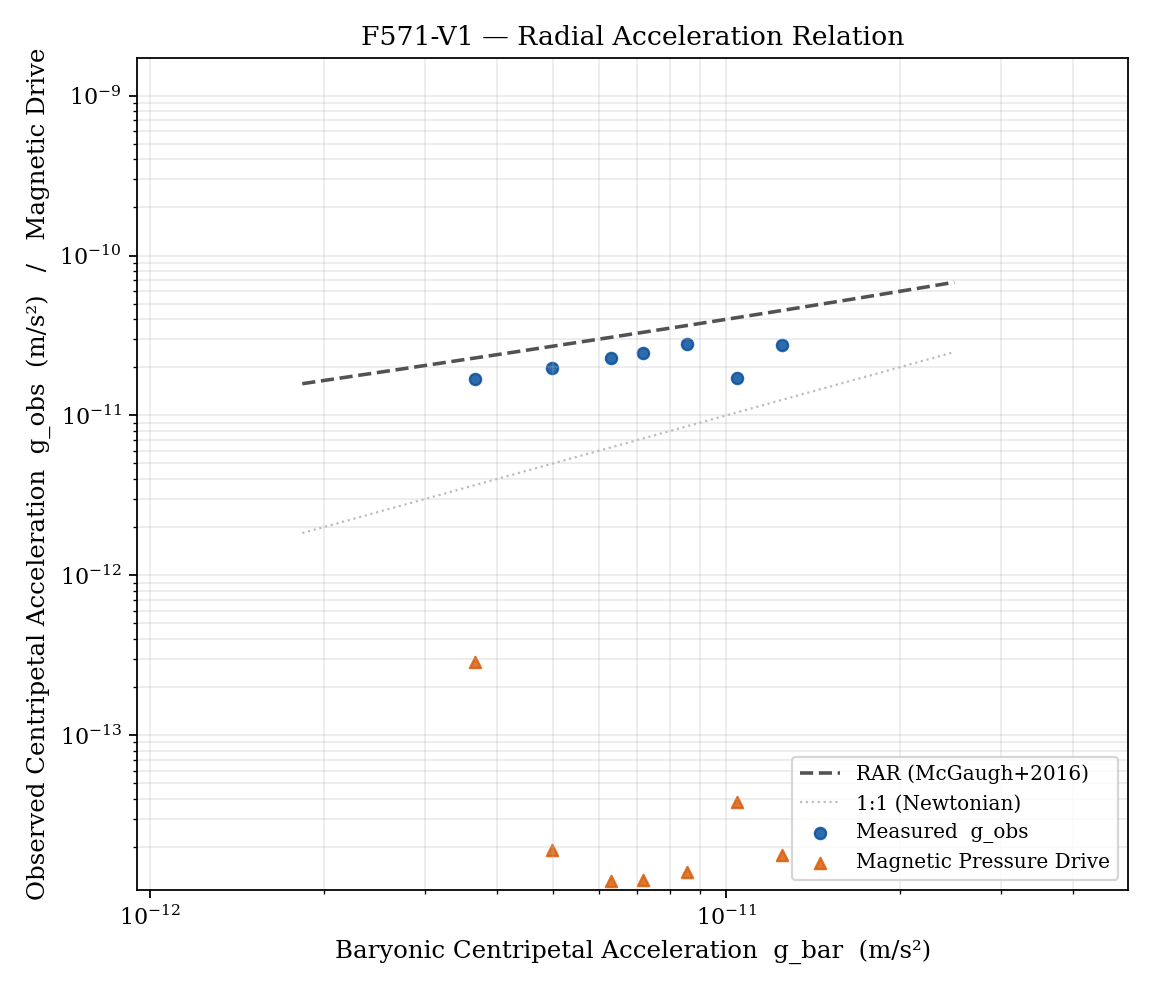 F571-V1 — Radial Acceleration Relation
Observed Centripetal Acceleration  g_obs  (m/s²)   /   Magnetic Drive
10⁻⁹
10⁻¹⁰
10⁻¹¹
10⁻¹²
10⁻¹³
RAR (McGaugh+2016)
1:1 (Newtonian)
Measured  g_obs
Magnetic Pressure Drive
10⁻¹²
10⁻¹¹
Baryonic Centripetal Acceleration  g_bar  (m/s²)